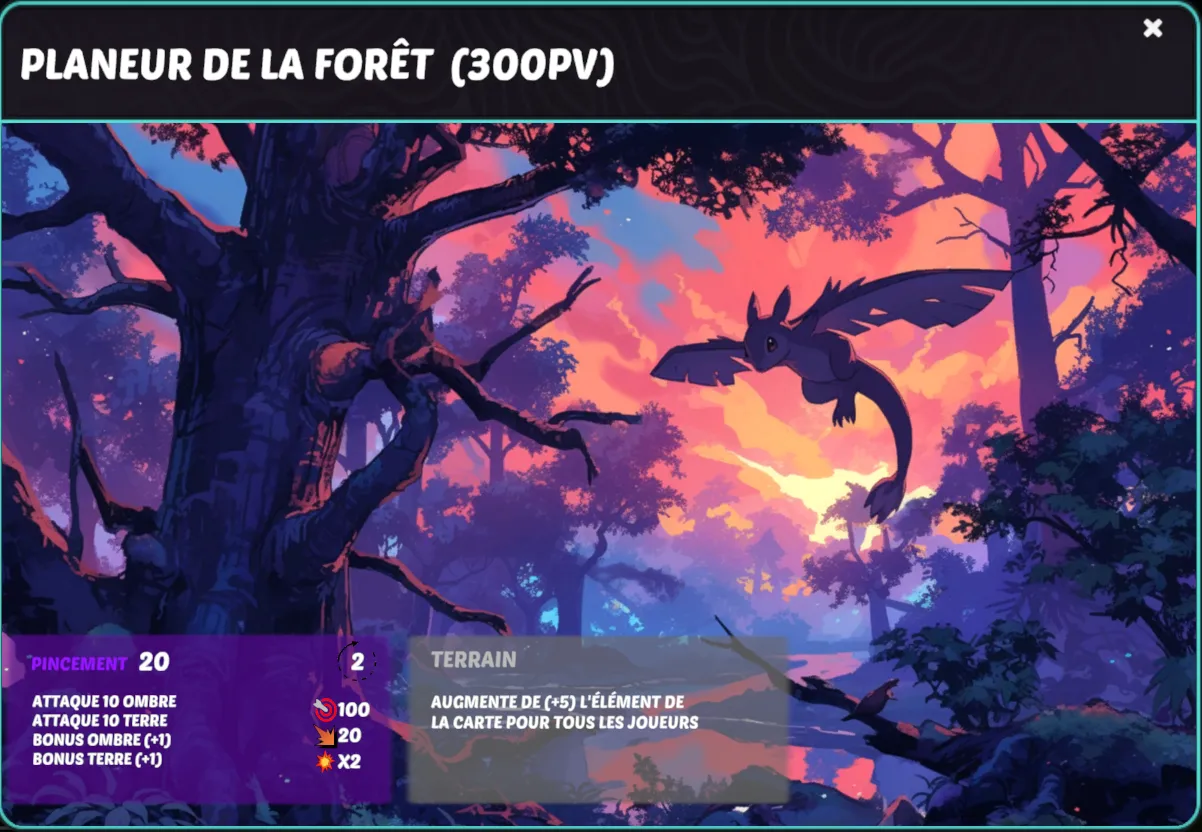 PLANEUR DE LA FORÊT (300PV)
PINCEMENT 20
2
ATTAQUE 10 OMBRE
ATTAQUE 10 TERRE
BONUS OMBRE (+1)
BONUS TERRE (+1)
100
20
X2
TERRAIN
AUGMENTE DE (+5) L'ÉLÉMENT DE
LA CARTE POUR TOUS LES JOUEURS